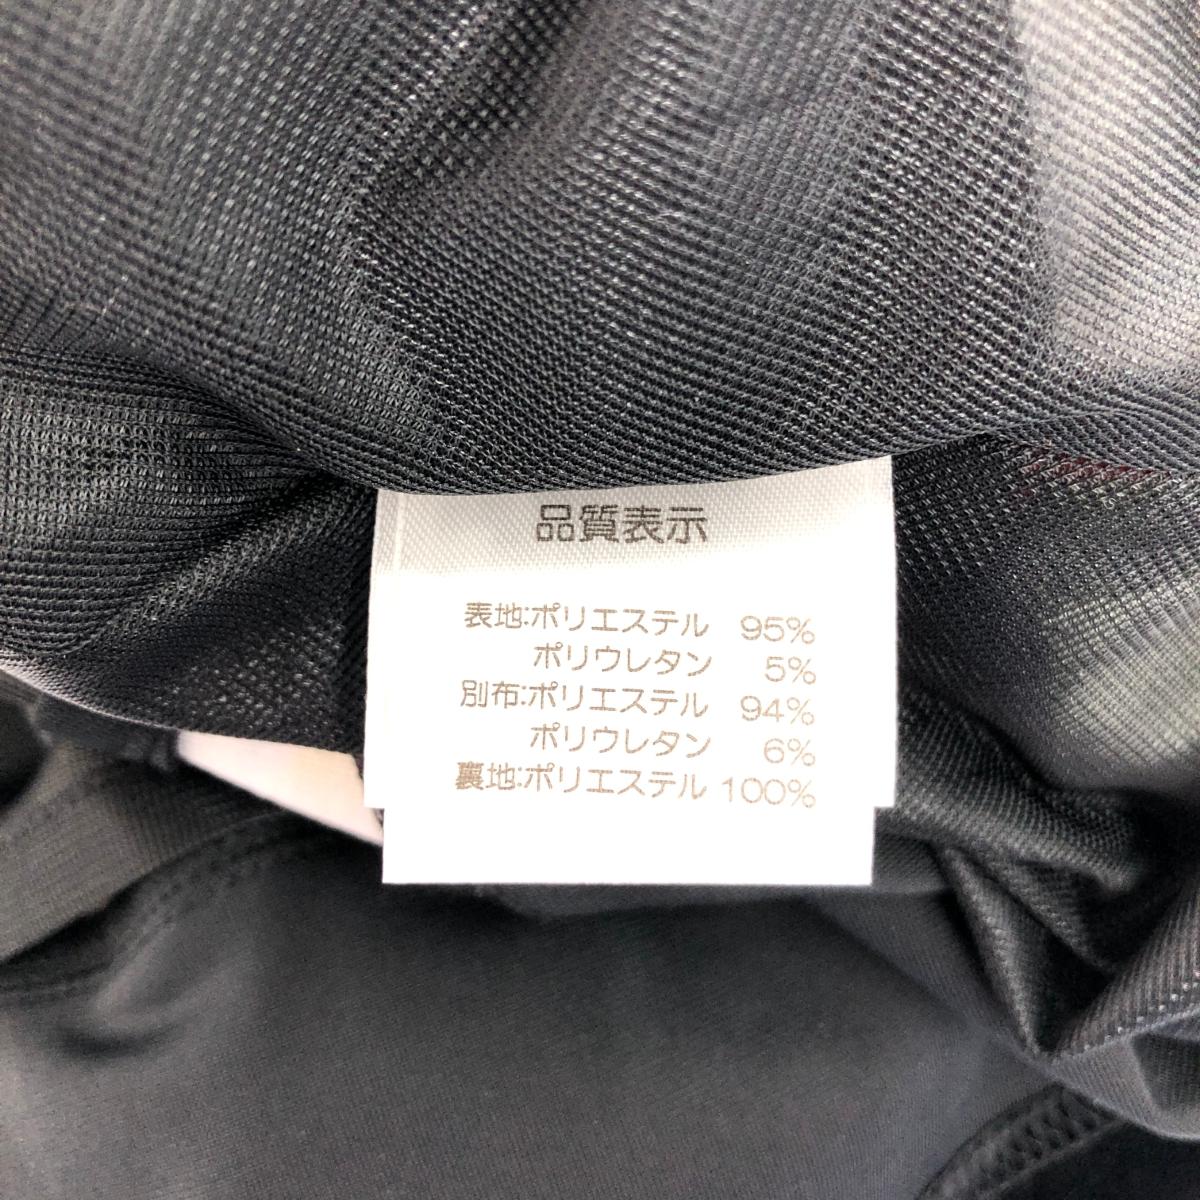 品質表示
表地:ポリエステル 95%
ポリウレタン 5%
別布:ポリエステル 94%
ポリウレタン 6%
裏地:ポリエステル 100%